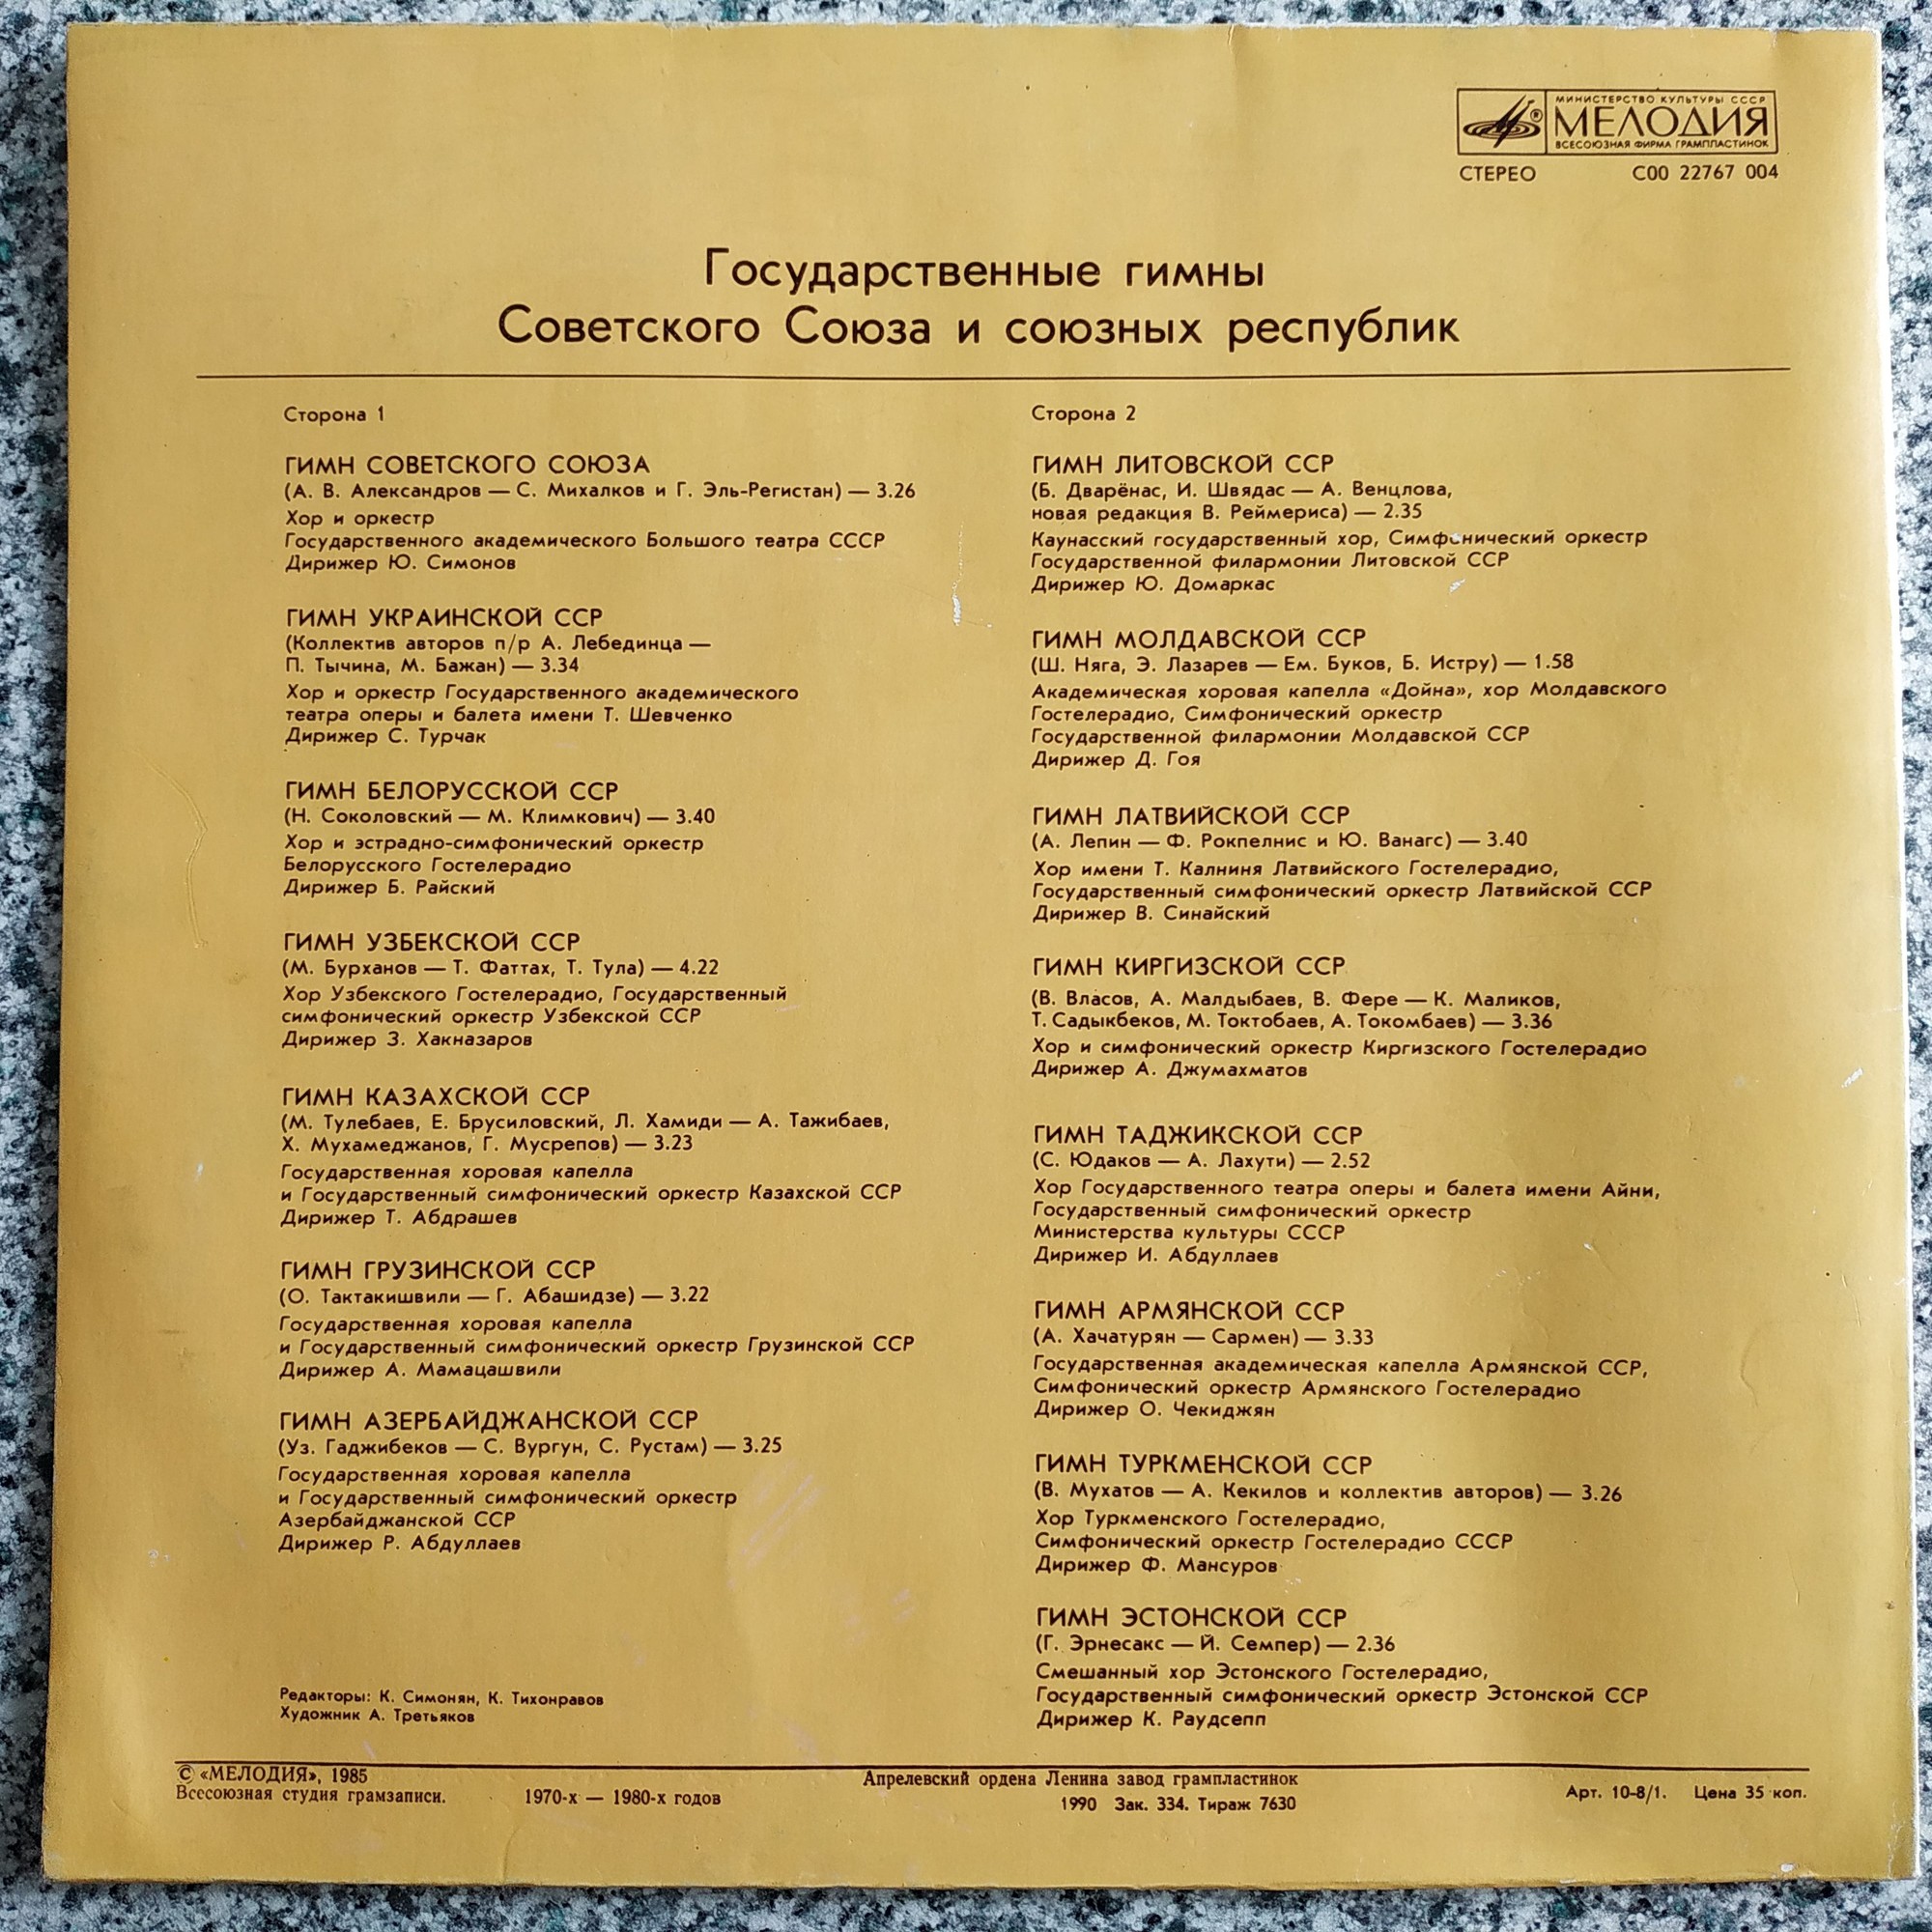 МИНИСТЕРСТВО КУЛЬТУРЫ СССР
МЕЛОДИЯ
ВСЕСОЮЗНАЯ ФИРМА ГРАМПЛАСТИНОК
СТЕРЕО С00 22767 004
Государственные гимны
Советского Союза и союзных республик
Сторона 1
ГИМН СОВЕТСКОГО СОЮЗА
(А. В. Александров — С. Михалков и Г. Эль-Регистан) — 3.26
Хор и оркестр
Государственного академического Большого театра СССР
Дирижер Ю. Симонов
ГИМН УКРАИНСКОЙ ССР
(Коллектив авторов п/р А. Лебединца —
П. Тычина, М. Бажан) — 3.34
Хор и оркестр Государственного академического
театра оперы и балета имени Т. Шевченко
Дирижер С. Турчак
ГИМН БЕЛОРУССКОЙ ССР
(Н. Соколовский — М. Климкович) — 3.40
Хор и эстрадно-симфонический оркестр
Белорусского Гостелерадио
Дирижер Б. Райский
ГИМН УЗБЕКСКОЙ ССР
(М. Бурханов — Т. Фаттах, Т. Тула) — 4.22
Хор Узбекского Гостелерадио, Государственный
симфонический оркестр Узбекской ССР
Дирижер З. Хакназаров
ГИМН КАЗАХСКОЙ ССР
(М. Тулебаев, Е. Брусиловский, Л. Хамиди — А. Тажибаев,
Х. Мухамеджанов, Г. Мусрепов) — 3.23
Государственная хоровая капелла
и Государственный симфонический оркестр Казахской ССР
Дирижер Т. Абдрашев
ГИМН ГРУЗИНСКОЙ ССР
(О. Тактакишвили — Г. Абашидзе) — 3.22
Государственная хоровая капелла
и Государственный симфонический оркестр Грузинской ССР
Дирижер А. Мамацашвили
ГИМН АЗЕРБАЙДЖАНСКОЙ ССР
(Уз. Гаджибеков — С. Вургун, С. Рустам) — 3.25
Государственная хоровая капелла
и Государственный симфонический оркестр
Азербайджанской ССР
Дирижер Р. Абдуллаев
Редакторы: К. Симонян, К. Тихонравов
Художник А. Третьяков
Сторона 2
ГИМН ЛИТОВСКОЙ ССР
(Б. Дварёнас, И. Швядас — А. Венцлова,
новая редакция В. Реймериса) — 2.35
Каунасский государственный хор, Симфонический оркестр
Государственной филармонии Литовской ССР
Дирижер Ю. Домаркас
ГИМН МОЛДАВСКОЙ ССР
(Ш. Няга, Э. Лазарев — Ем. Буков, Б. Истру) — 1.58
Академическая хоровая капелла «Дойна», хор Молдавского
Гостелерадио, Симфонический оркестр
Государственной филармонии Молдавской ССР
Дирижер Д. Гоя
ГИМН ЛАТВИЙСКОЙ ССР
(А. Лепин — Ф. Рокпелнис и Ю. Ванагс) — 3.40
Хор имени Т. Калниня Латвийского Гостелерадио,
Государственный симфонический оркестр Латвийской ССР
Дирижер В. Синайский
ГИМН КИРГИЗСКОЙ ССР
(В. Власов, А. Малдыбаев, В. Фере — К. Маликов,
Т. Садыкбеков, М. Токтобаев, А. Токомбаев) — 3.36
Хор и симфонический оркестр Киргизского Гостелерадио
Дирижер А. Джумахматов
ГИМН ТАДЖИКСКОЙ ССР
(С. Юдаков — А. Лахути) — 2.52
Хор Государственного театра оперы и балета имени Айни,
Государственный симфонический оркестр
Министерства культуры СССР
Дирижер И. Абдуллаев
ГИМН АРМЯНСКОЙ ССР
(А. Хачатурян — Сармен) — 3.33
Государственная академическая капелла Армянской ССР,
Симфонический оркестр Армянского Гостелерадио
Дирижер О. Чекиджян
ГИМН ТУРКМЕНСКОЙ ССР
(В. Мухатов — А. Кекилов и коллектив авторов) — 3.26
Хор Туркменского Гостелерадио,
Симфонический оркестр Гостелерадио СССР
Дирижер Ф. Мансуров
ГИМН ЭСТОНСКОЙ ССР
(Г. Эрнесакс — Й. Семпер) — 2.36
Смешанный хор Эстонского Гостелерадио,
Государственный симфонический оркестр Эстонской ССР
Дирижер К. Раудсепп
© «МЕЛОДИЯ», 1985
Всесоюзная студия грамзаписи. 1970-х — 1980-х годов
Апрелевский ордена Ленина завод грампластинок
1990 Зак. 334. Тираж 7630
Арт. 10-8/1. Цена 35 коп.